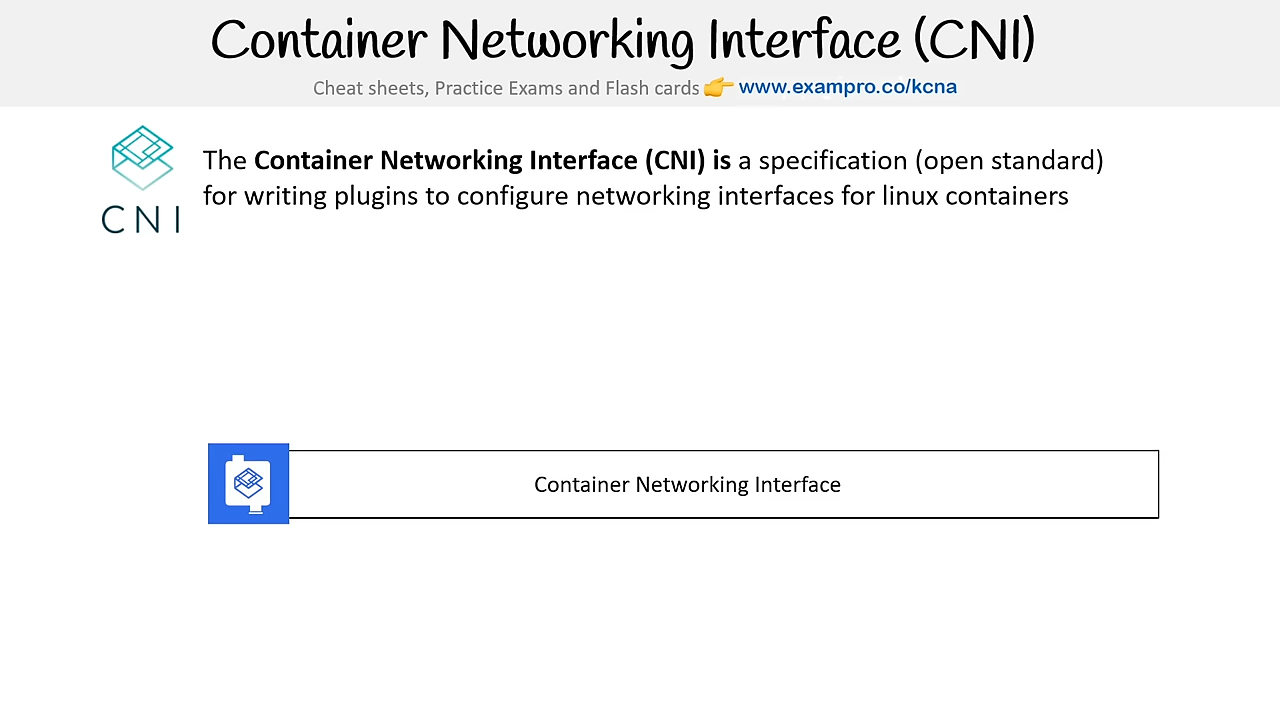 Container Networking Interface (CNI)
Cheat sheets, Practice Exams and Flash cards 👉 www.exampro.co/kcna
The Container Networking Interface (CNI) is a specification (open standard)
for writing plugins to configure networking interfaces for linux containers
CNI
Container Networking Interface